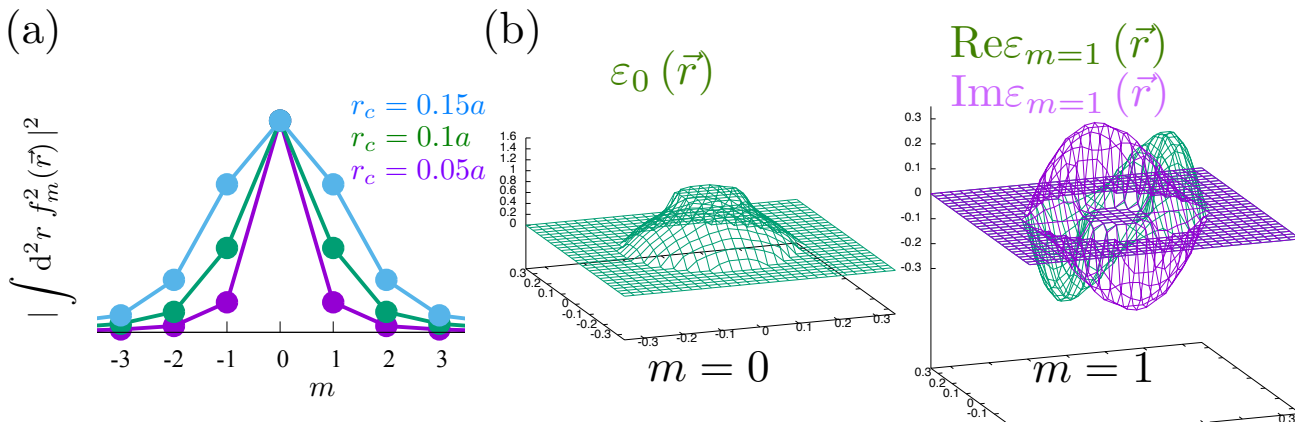 (a)
| ∫ d²r f²ₘ(r⃗) |²
r_c = 0.15a
r_c = 0.1a
r_c = 0.05a
-3 -2 -1 0 1 2 3
m
(b)
ε₀ (r⃗)
1.6
1.4
1.2
1.0
0.8
0.6
0.4
0.2
0
0.3
0.2
0.1
0
-0.1
-0.2
-0.3
-0.3 -0.2 -0.1 0 0.1 0.2 0.3
m = 0
Reε_{m=1} (r⃗)
Imε_{m=1} (r⃗)
0.3
0.2
0.1
0
-0.1
-0.2
-0.3
0.3
0.2
0.1
0
-0.1
0.3
m = 1